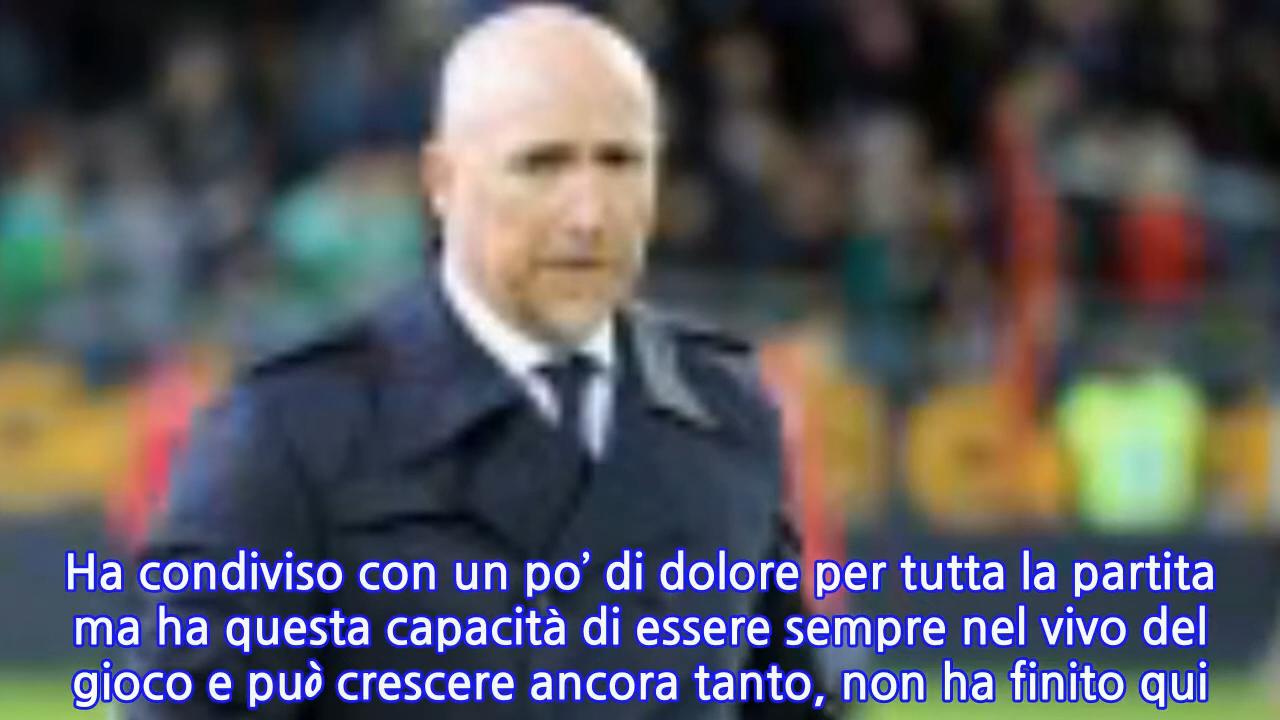 Ha condiviso con un po’ di dolore per tutta la partita
ma ha questa capacità di essere sempre nel vivo del
gioco e può crescere ancora tanto, non ha finito qui